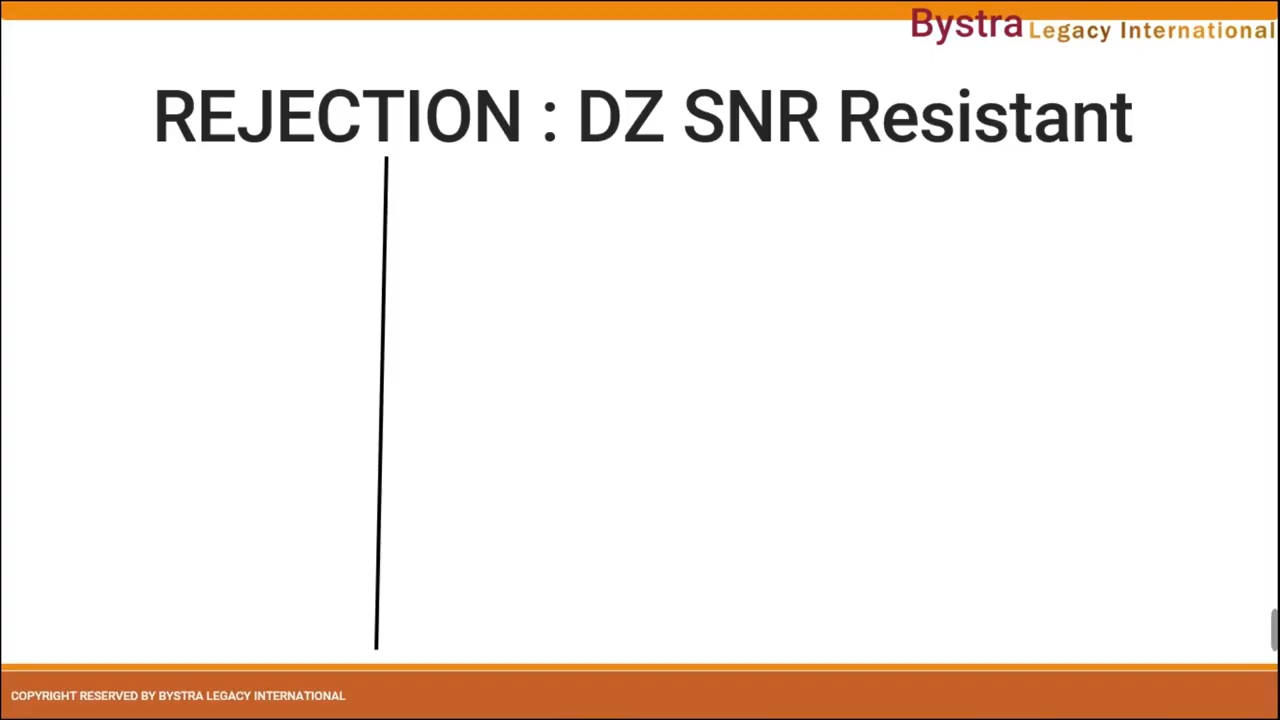 Bystra Legacy International
REJECTION : DZ SNR Resistant
COPYRIGHT RESERVED BY BYSTRA LEGACY INTERNATIONAL